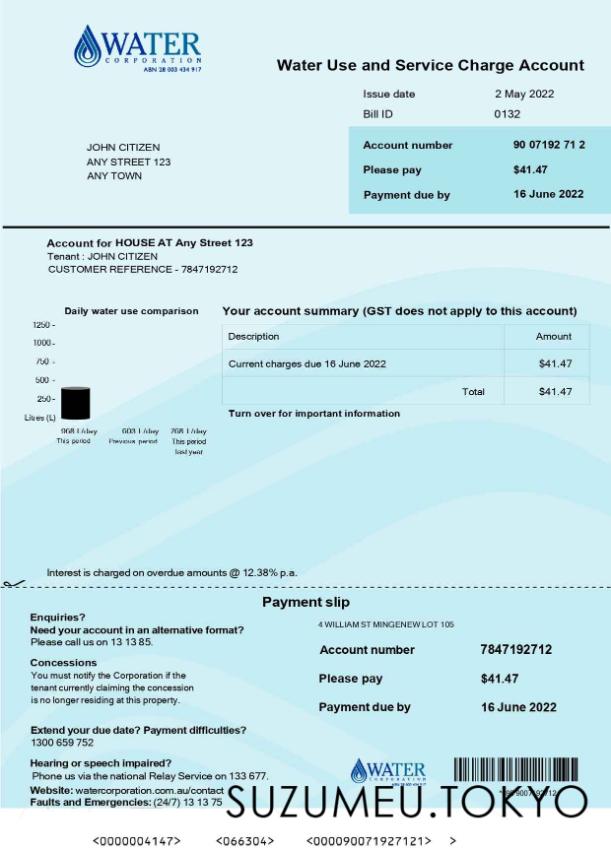 WATER
CORPORATION
ABN 28 003 434 917
Water Use and Service Charge Account
Issue date 2 May 2022
Bill ID 0132
Account number 90 07192 71 2
Please pay $41.47
Payment due by 16 June 2022
JOHN CITIZEN
ANY STREET 123
ANY TOWN
Account for HOUSE AT Any Street 123
Tenant : JOHN CITIZEN
CUSTOMER REFERENCE - 7847192712
Daily water use comparison
1250 -
1000 -
750 -
500 -
250 -
Litres (L)
968 L/day 603 L/day 768 L/day
This period Previous period This period
last year
Your account summary (GST does not apply to this account)
Description Amount
Current charges due 16 June 2022 $41.47
Total $41.47
Turn over for important information
Interest is charged on overdue amounts @ 12.38% p.a.
Payment slip
Enquiries?
Need your account in an alternative format?
Please call us on 13 13 85.
Concessions
You must notify the Corporation if the
tenant currently claiming the concession
is no longer residing at this property.
Extend your due date? Payment difficulties?
1300 659 752
Hearing or speech impaired?
Phone us via the national Relay Service on 133 677.
Website: watercorporation.com.au/contact
Faults and Emergencies: (24/7) 13 13 75
4 WILLIAM ST MINGENEW LOT 105
Account number 7847192712
Please pay $41.47
Payment due by 16 June 2022
WATER
CORPORATION
SUZUMEU.TOKYO
<0000004147> <066304> <000090071927121> >